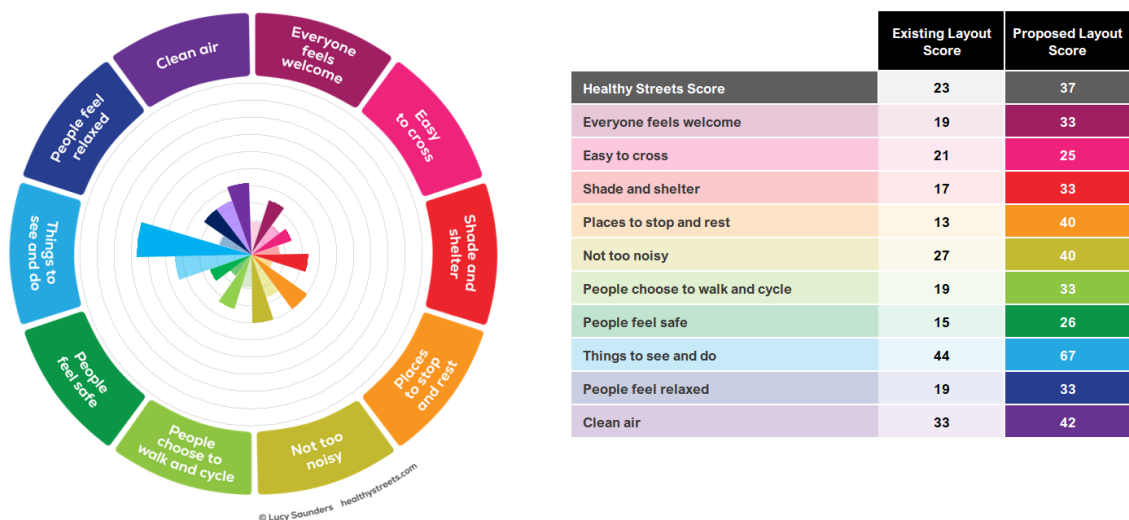 Clean air
Everyone
feels
welcome
Easy
to cross
Shade and
shelter
Places
to stop
and rest
Not too
noisy
People
choose to
walk and cycle
People
feel safe
Things to
see and do
People feel
relaxed
© Lucy Saunders healthystreets.com
Existing Layout
Score
Proposed Layout
Score
Healthy Streets Score 23 37
Everyone feels welcome 19 33
Easy to cross 21 25
Shade and shelter 17 33
Places to stop and rest 13 40
Not too noisy 27 40
People choose to walk and cycle 19 33
People feel safe 15 26
Things to see and do 44 67
People feel relaxed 19 33
Clean air 33 42